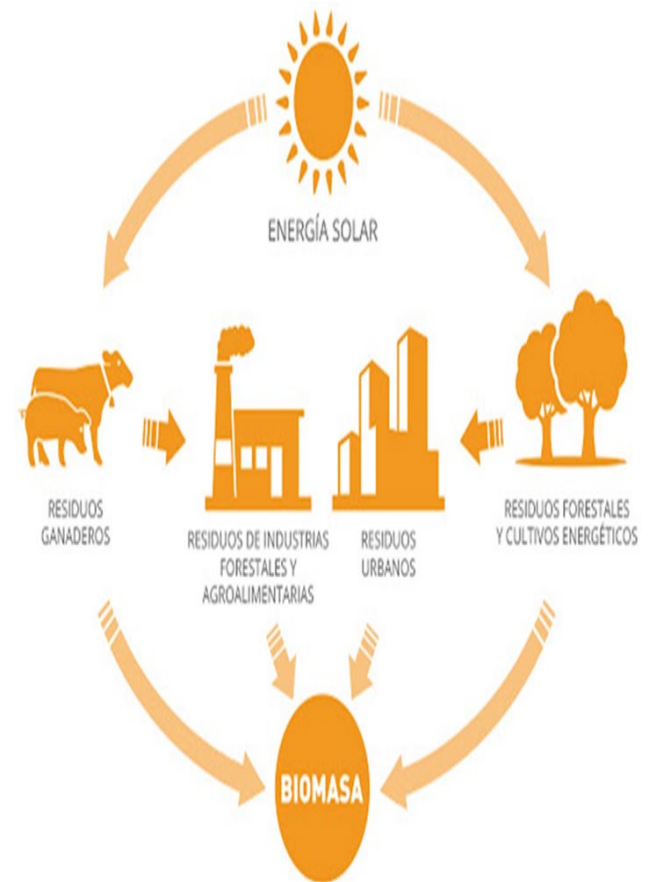 ENERGÍA SOLAR
RESIDUOS
GANADEROS
RESIDUOS DE INDUSTRIAS
FORESTALES Y
AGROALIMENTARIAS
RESIDUOS
URBANOS
RESIDUOS FORESTALES
Y CULTIVOS ENERGÉTICOS
BIOMASA